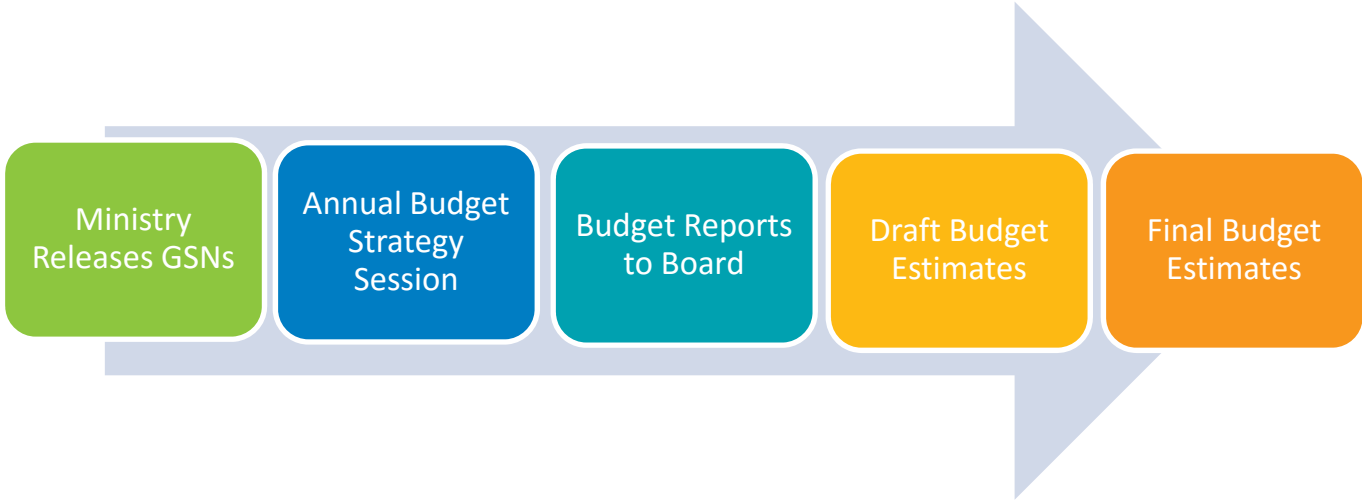 Ministry
Releases GSNs
Annual Budget
Strategy
Session
Budget Reports
to Board
Draft Budget
Estimates
Final Budget
Estimates